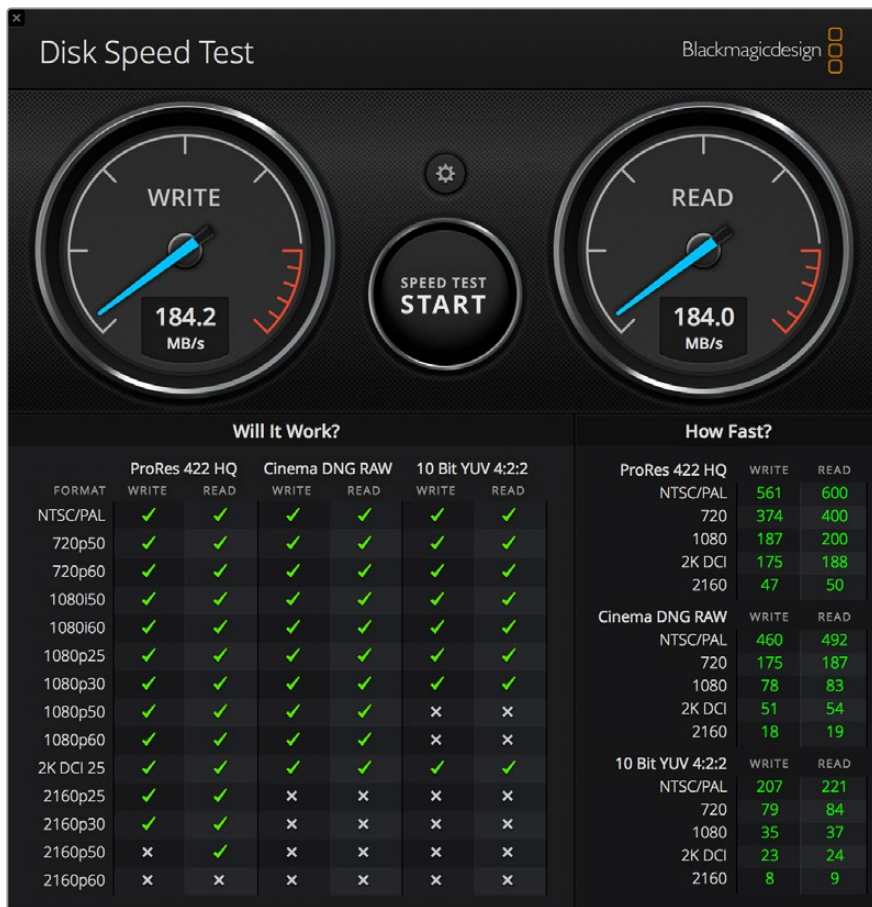 Disk Speed Test
Blackmagicdesign
WRITE
184.2
MB/s
SPEED TEST
START
READ
184.0
MB/s
Will It Work?
ProRes 422 HQ Cinema DNG RAW 10 Bit YUV 4:2:2
FORMAT WRITE READ WRITE READ WRITE READ
NTSC/PAL ✓ ✓ ✓ ✓ ✓ ✓
720p50 ✓ ✓ ✓ ✓ ✓ ✓
720p60 ✓ ✓ ✓ ✓ ✓ ✓
1080i50 ✓ ✓ ✓ ✓ ✓ ✓
1080i60 ✓ ✓ ✓ ✓ ✓ ✓
1080p25 ✓ ✓ ✓ ✓ ✓ ✓
1080p30 ✓ ✓ ✓ ✓ ✓ ✓
1080p50 ✓ ✓ ✓ ✓ × ×
1080p60 ✓ ✓ ✓ ✓ × ×
2K DCI 25 ✓ ✓ ✓ ✓ ✓ ✓
2160p25 ✓ ✓ × × × ×
2160p30 ✓ ✓ × × × ×
2160p50 × ✓ × × × ×
2160p60 × × × × × ×
How Fast?
ProRes 422 HQ WRITE READ
NTSC/PAL 561 600
720 374 400
1080 187 200
2K DCI 175 188
2160 47 50
Cinema DNG RAW WRITE READ
NTSC/PAL 460 492
720 175 187
1080 78 83
2K DCI 51 54
2160 18 19
10 Bit YUV 4:2:2 WRITE READ
NTSC/PAL 207 221
720 79 84
1080 35 37
2K DCI 23 24
2160 8 9